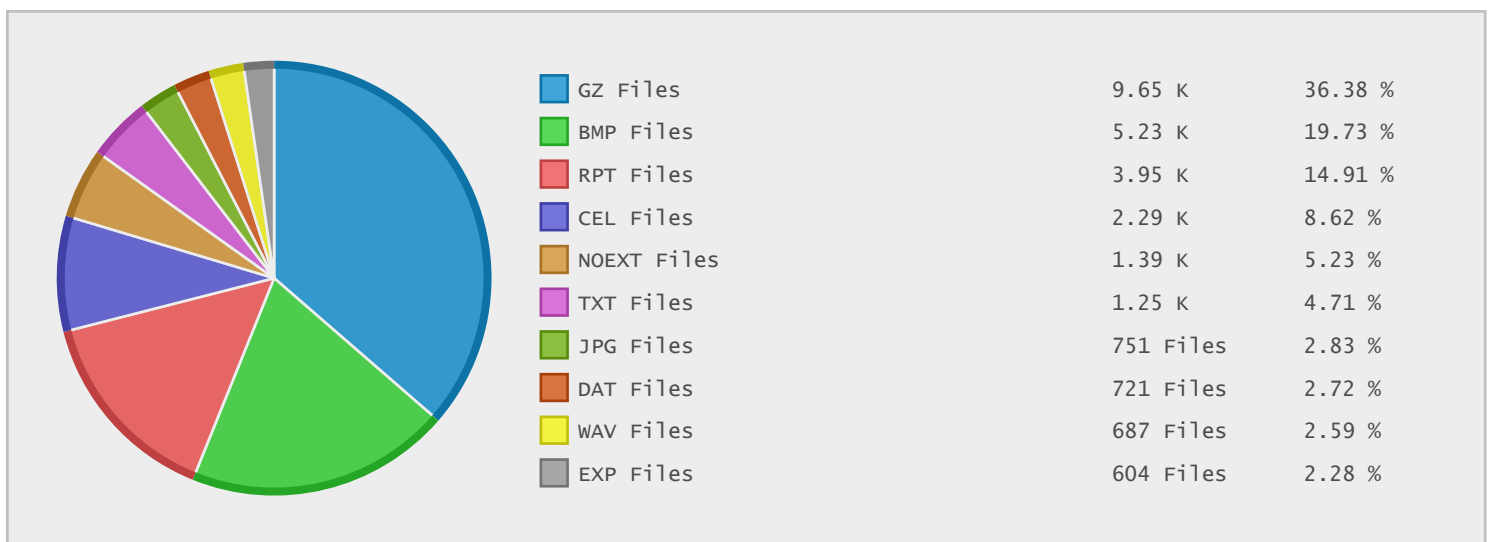 GZ Files 9.65 K 36.38 %
BMP Files 5.23 K 19.73 %
RPT Files 3.95 K 14.91 %
CEL Files 2.29 K 8.62 %
NOEXT Files 1.39 K 5.23 %
TXT Files 1.25 K 4.71 %
JPG Files 751 Files 2.83 %
DAT Files 721 Files 2.72 %
WAV Files 687 Files 2.59 %
EXP Files 604 Files 2.28 %